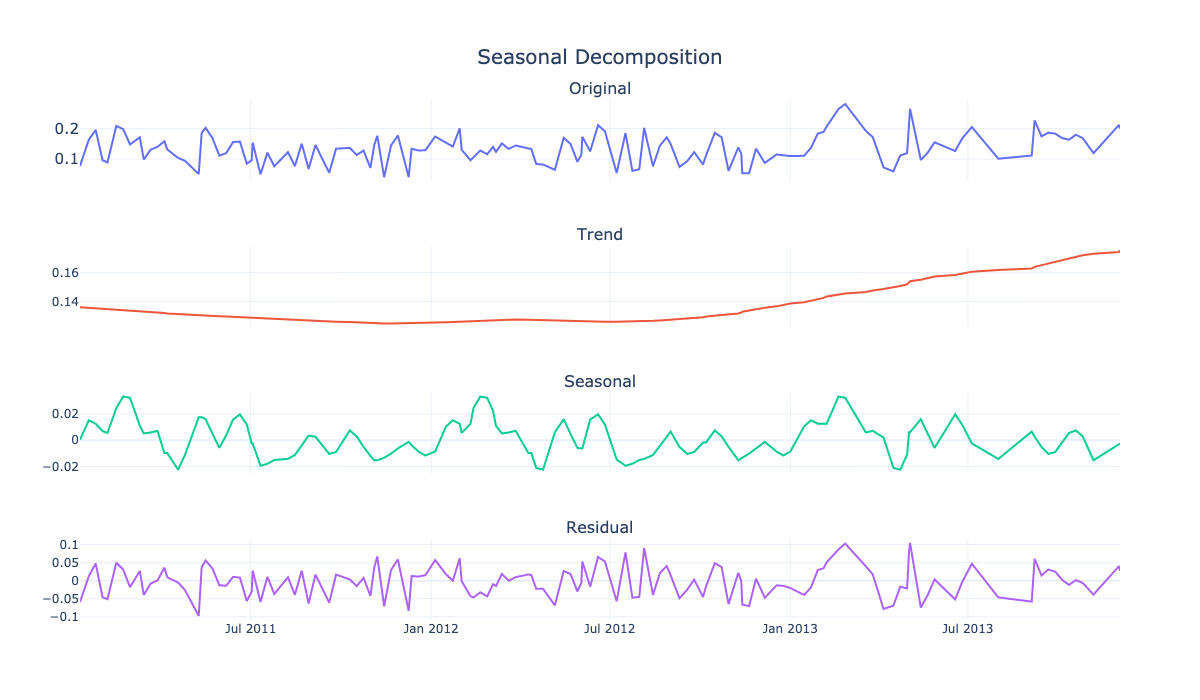 Seasonal Decomposition
Original
0.2
0.1
Trend
0.16
0.14
Seasonal
0.02
0
−0.02
Residual
0.1
0.05
0
−0.05
−0.1
Jul 2011 Jan 2012 Jul 2012 Jan 2013 Jul 2013